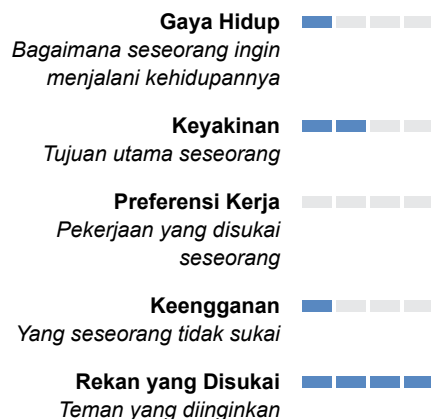 Gaya Hidup
Bagaimana seseorang ingin
menjalani kehidupannya
Keyakinan
Tujuan utama seseorang
Preferensi Kerja
Pekerjaan yang disukai
seseorang
Keengganan
Yang seseorang tidak sukai
Rekan yang Disukai
Teman yang diinginkan